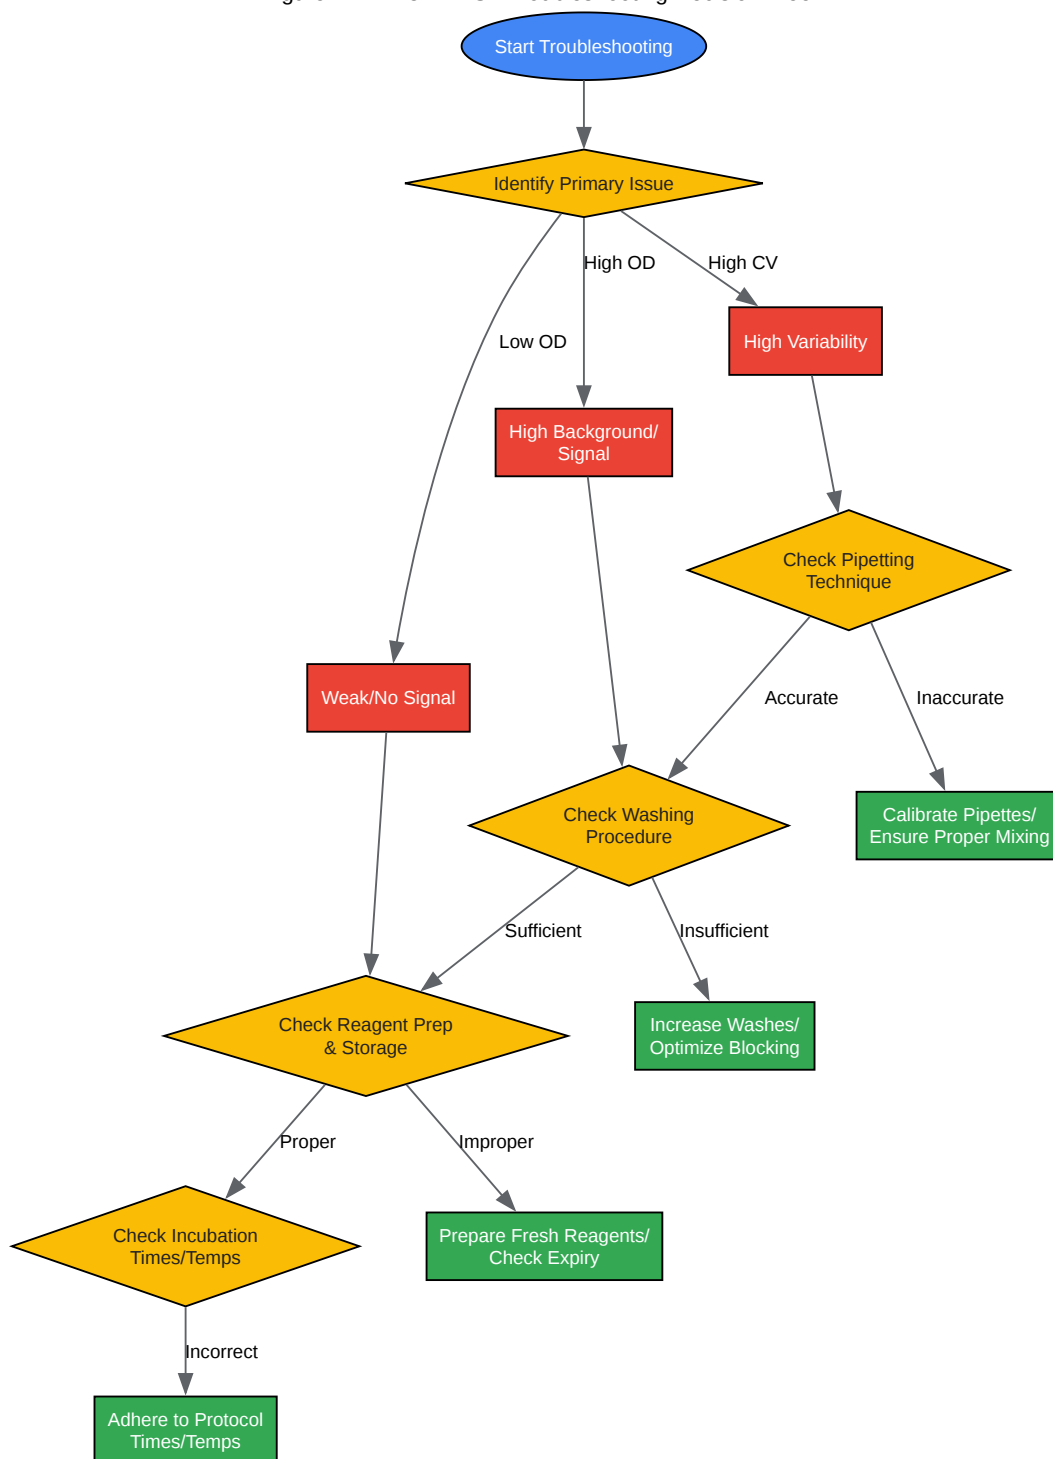 Start Troubleshooting
Identify Primary Issue
High OD
High CV
Low OD
High Variability
High Background/
Signal
Check Pipetting
Technique
Weak/No Signal
Accurate
Inaccurate
Check Washing
Procedure
Calibrate Pipettes/
Ensure Proper Mixing
Sufficient
Insufficient
Check Reagent Prep
& Storage
Increase Washes/
Optimize Blocking
Proper
Improper
Check Incubation
Times/Temps
Prepare Fresh Reagents/
Check Expiry
Incorrect
Adhere to Protocol
Times/Temps